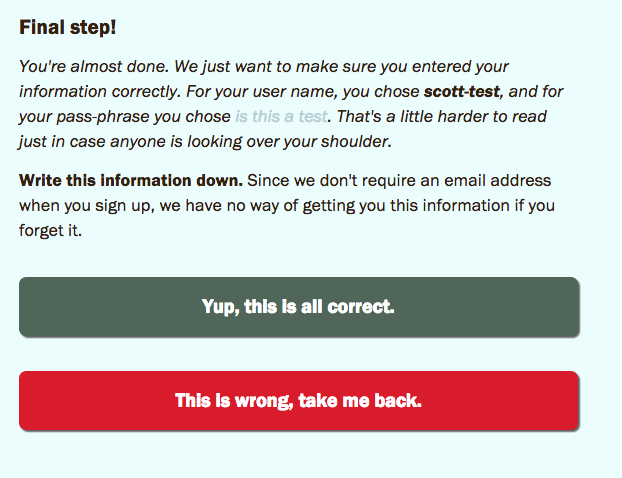 Final step!
You're almost done. We just want to make sure you entered your
information correctly. For your user name, you chose scott-test, and for
your pass-phrase you chose is this a test. That's a little harder to read
just in case anyone is looking over your shoulder.
Write this information down. Since we don't require an email address
when you sign up, we have no way of getting you this information if you
forget it.
Yup, this is all correct.
This is wrong, take me back.